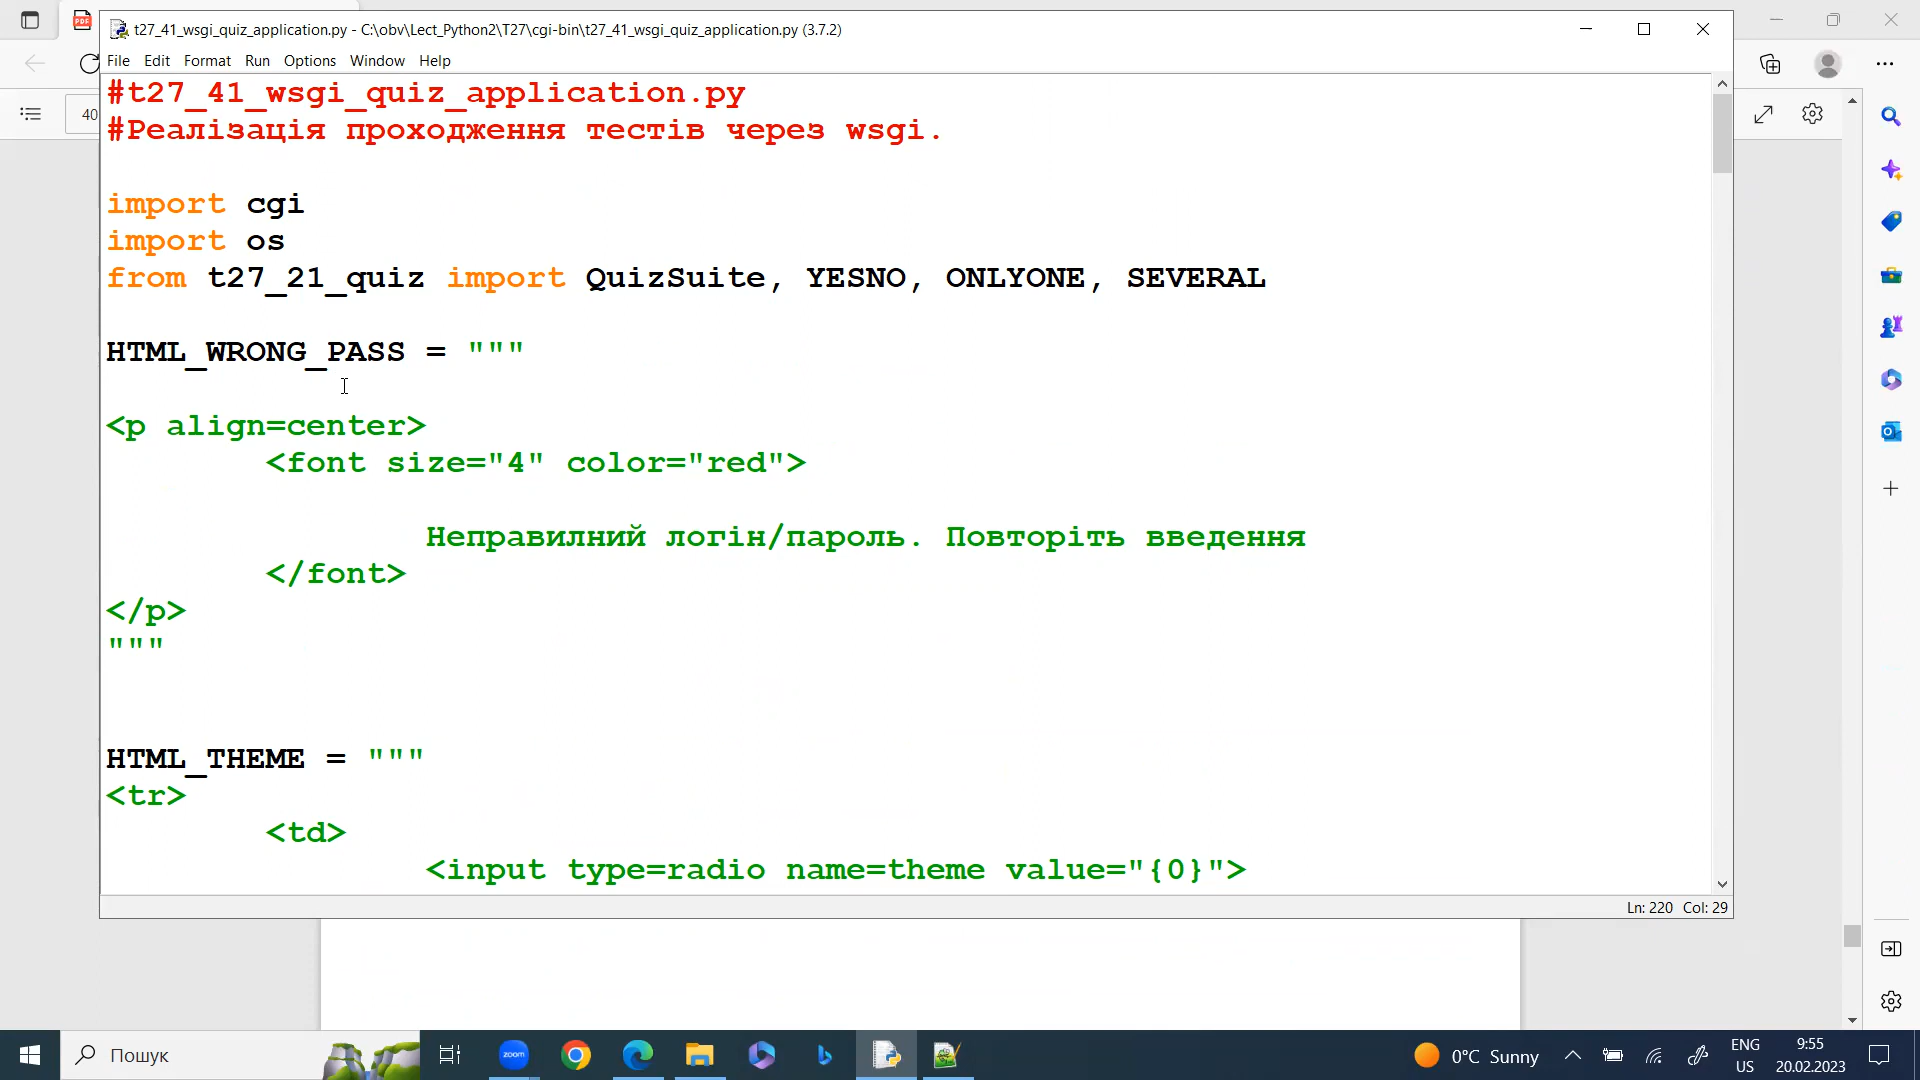 t27_41_wsgi_quiz_application.py - C:\obv\Lect_Python2\T27\cgi-bin\t27_41_wsgi_quiz_application.py (3.7.2)
File Edit Format Run Options Window Help
40
#t27_41_wsgi_quiz_application.py
#Реалізація проходження тестів через wsgi.
import cgi
import os
from t27_21_quiz import QuizSuite, YESNO, ONLYONE, SEVERAL
HTML_WRONG_PASS = """
<p align=center>
<font size="4" color="red">
Неправилний логін/пароль. Повторіть введення
</font>
</p>
"""
HTML_THEME = """
<tr>
<td>
<input type=radio name=theme value="{0}">
Ln: 220 Col: 29
Пошук
zoom
0°C Sunny
ENG
US
9:55
20.02.2023